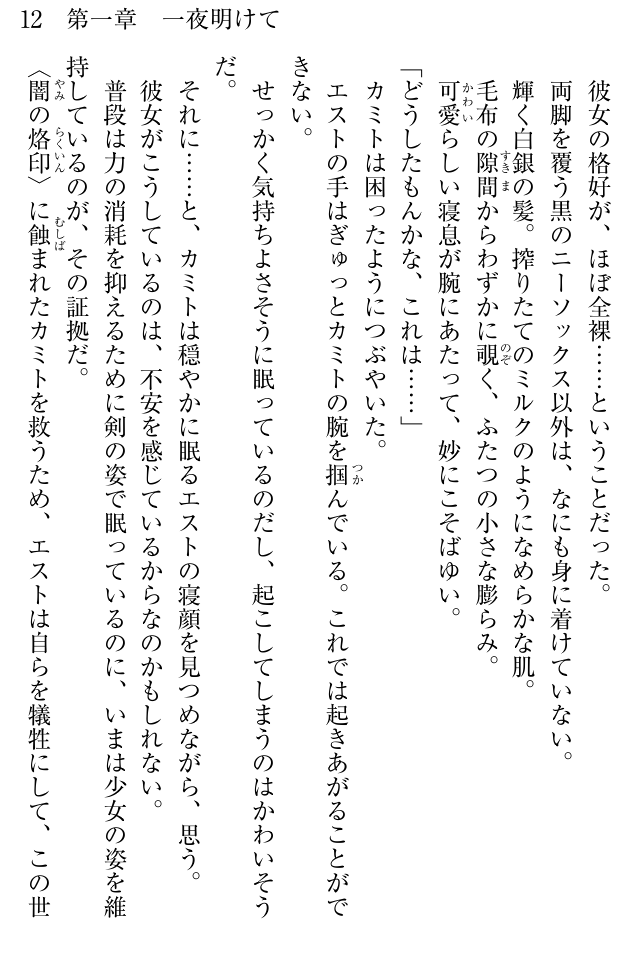 12　第一章　一夜明けて
　彼女の格好が、ほぼ全裸……ということだった。
　両脚を覆う黒のニーソックス以外は、なにも身に着けていない。
　輝く白銀の髪。搾りたてのミルクのようになめらかな肌。
　毛布の隙間からわずかに覗く、ふたつの小さな膨らみ。
　可愛らしい寝息が腕にあたって、妙にこそばゆい。
「どうしたもんかな、これは……」
　カミトは困ったようにつぶやいた。
　エストの手はぎゅっとカミトの腕を掴んでいる。これでは起きあがることがで
きない。
　せっかく気持ちよさそうに眠っているのだし、起こしてしまうのはかわいそう
だ。
　それに……と、カミトは穏やかに眠るエストの寝顔を見つめながら、思う。
　彼女がこうしているのは、不安を感じているからなのかもしれない。
　普段は力の消耗を抑えるために剣の姿で眠っているのに、いまは少女の姿を維
持しているのが、その証拠だ。
〈闇の烙印〉に蝕まれたカミトを救うため、エストは自らを犠牲にして、この世